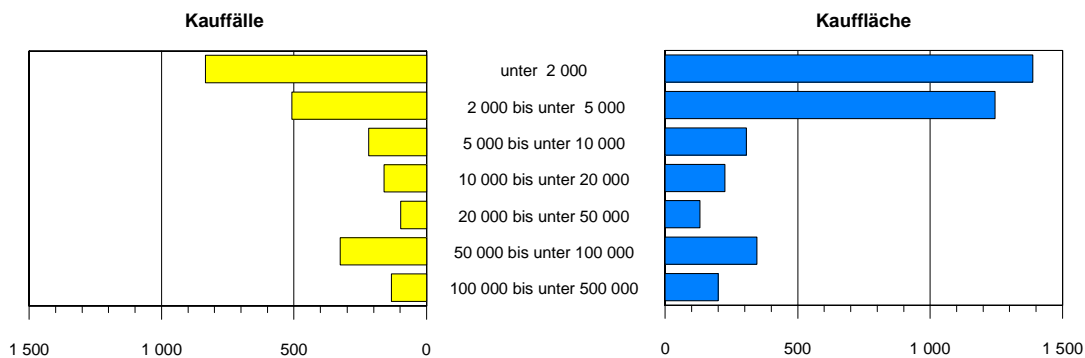 Kauffälle Kauffläche
unter 2 000
2 000 bis unter 5 000
5 000 bis unter 10 000
10 000 bis unter 20 000
20 000 bis unter 50 000
50 000 bis unter 100 000
100 000 bis unter 500 000
1 500 1 000 500 0 0 500 1 000 1 500